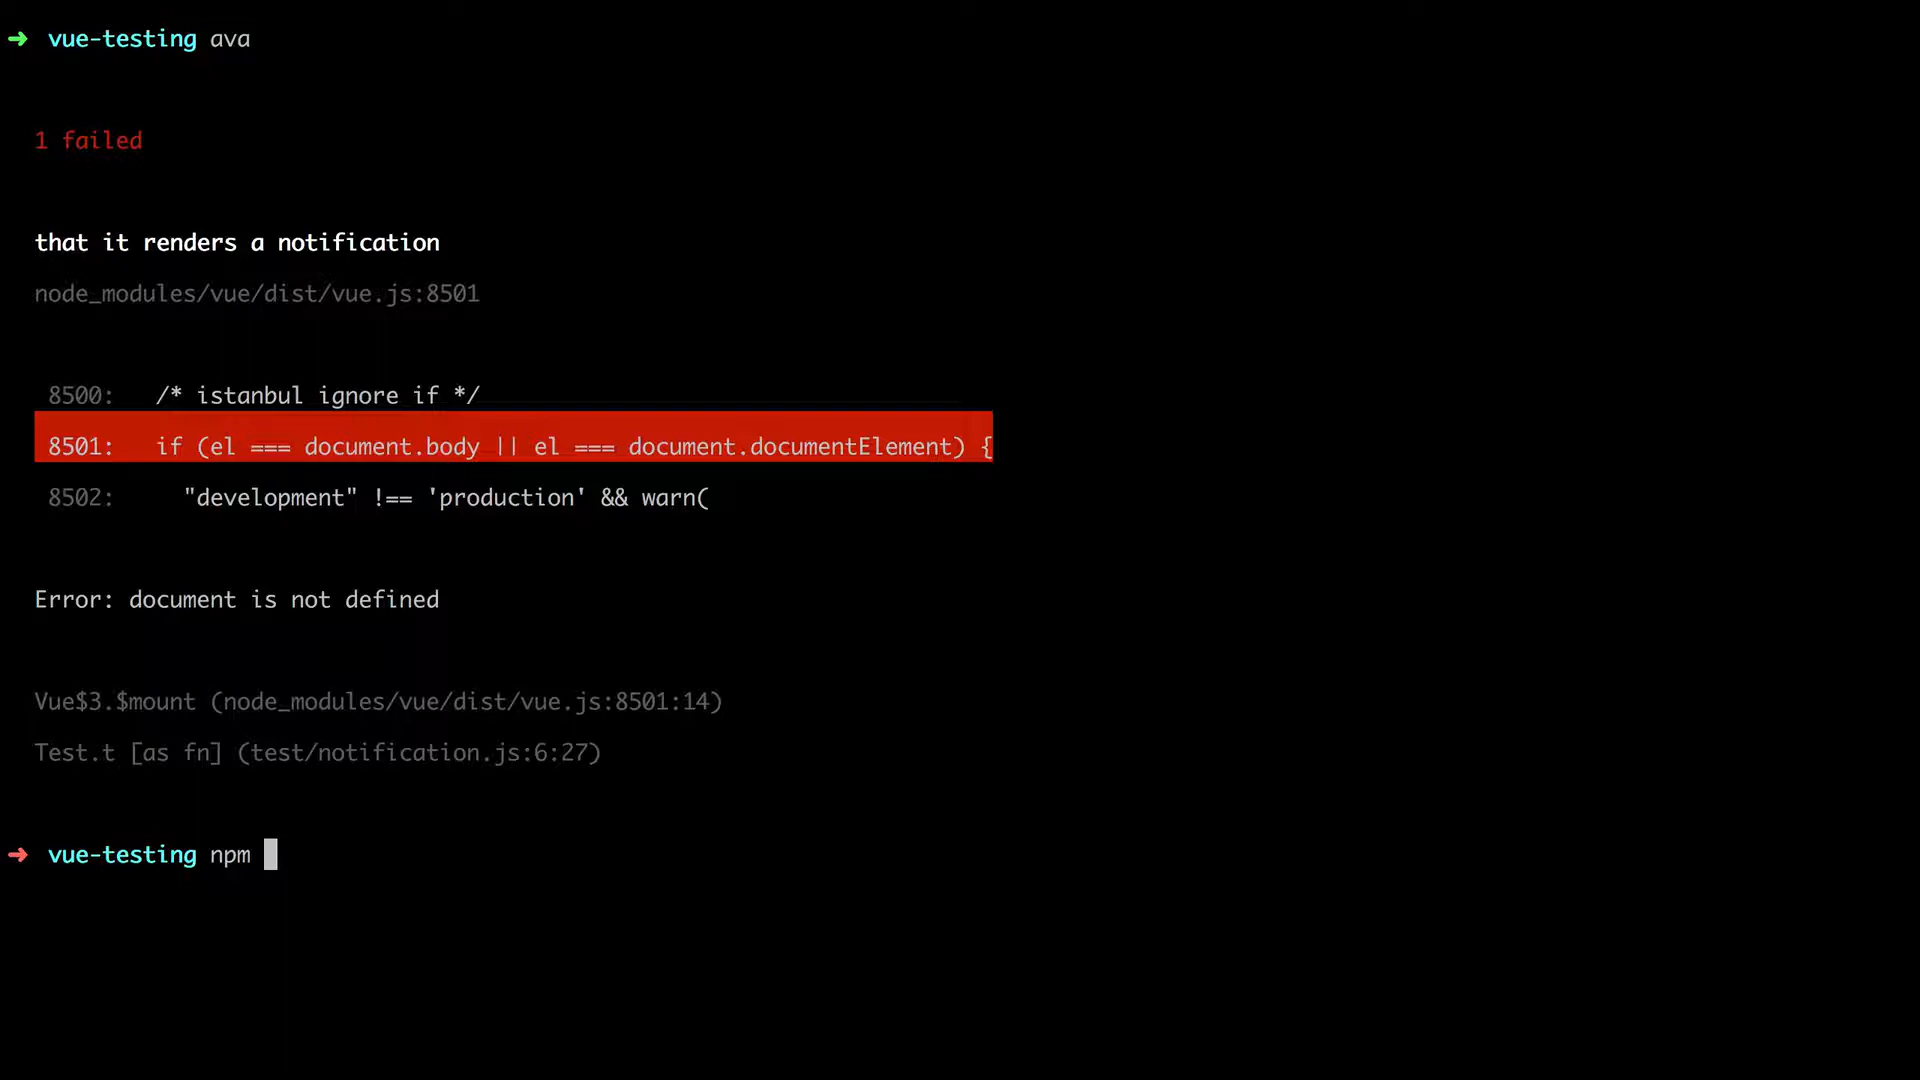 ➜ vue-testing ava
1 failed
that it renders a notification
node_modules/vue/dist/vue.js:8501
8500: /* istanbul ignore if */
8501: if (el === document.body || el === document.documentElement) {
8502: "development" !== 'production' && warn(
Error: document is not defined
Vue$3.$mount (node_modules/vue/dist/vue.js:8501:14)
Test.t [as fn] (test/notification.js:6:27)
➜ vue-testing npm